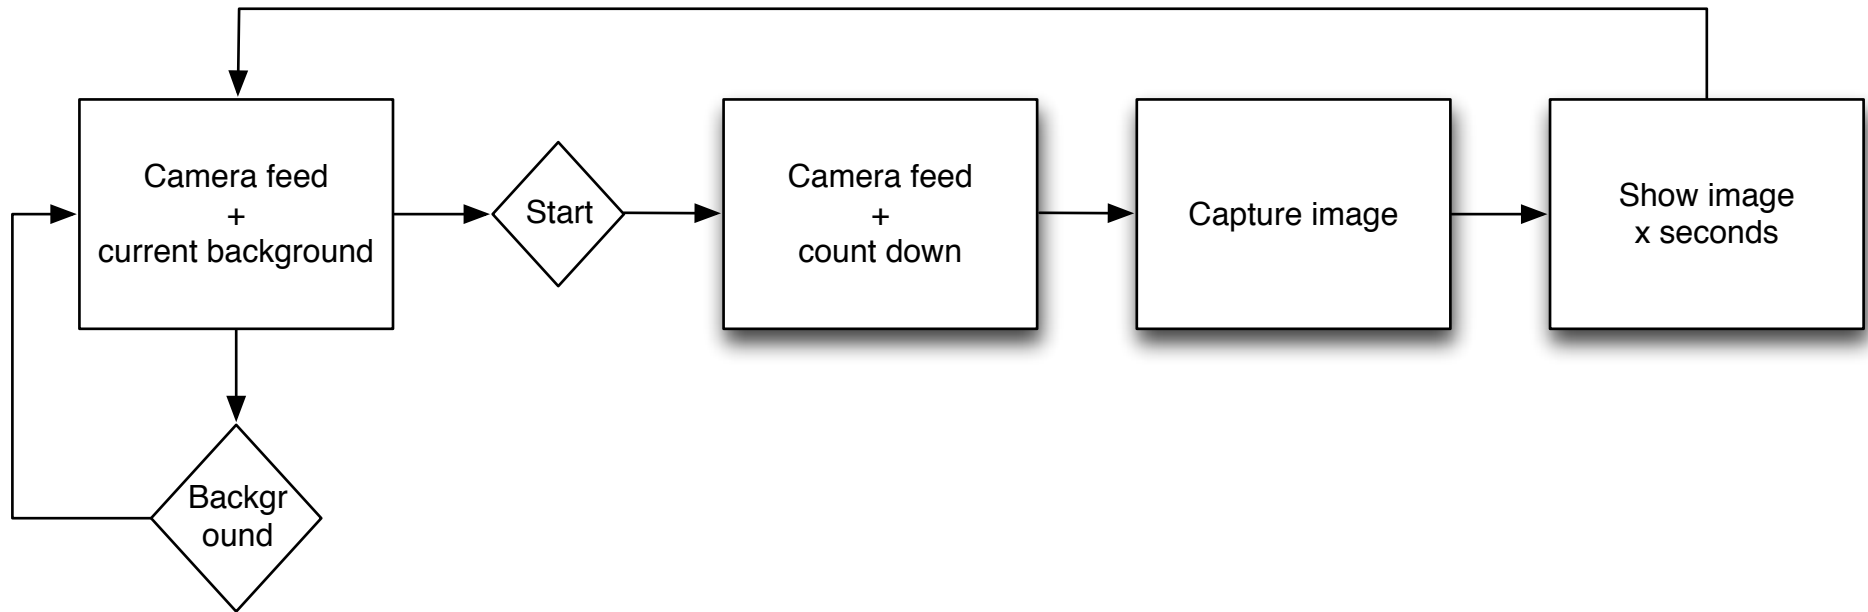 Camera feed
+
current background
Start
Camera feed
+
count down
Capture image
Show image
x seconds
Backgr
ound